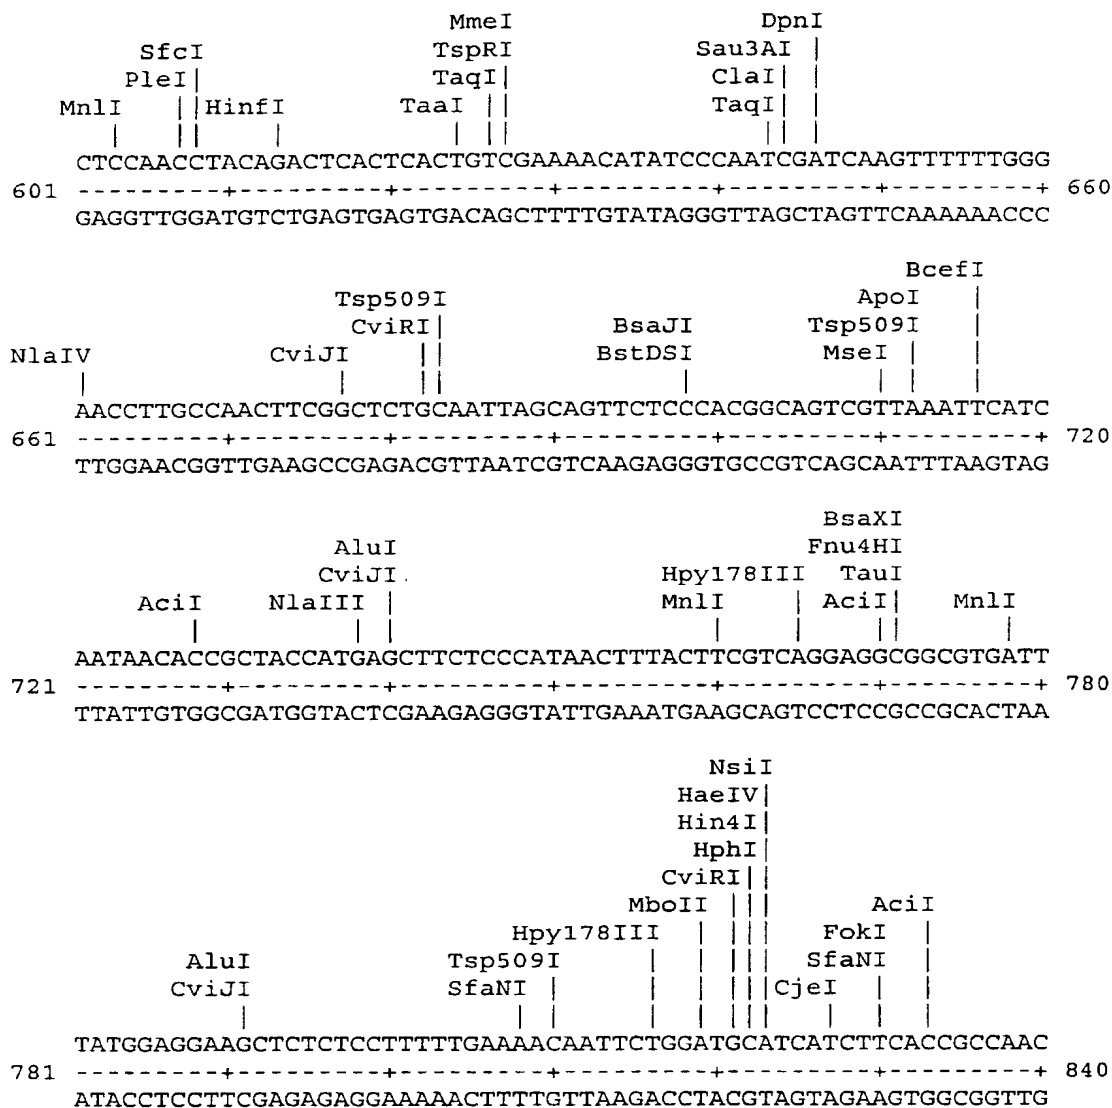 MmeI DpnI
SfcI TspRI Sau3AI
PleI TaqI ClaI
MnlI HinfI TaaI TaqI
CTCCAACCTACAGACTCACTCACTGTCGAAAACATATCCCAATCGATCAAGTTTTTTGGG
601 ---------+---------+---------+---------+---------+---------+ 660
GAGGTTGGATGTCTGAGTGAGTGACAGCTTTTGTATAGGGTTAGCTAGTTCAAAAAACCC
BcefI
Tsp509I ApoI
CviRI BsaJI Tsp509I
NlaIV CviJI BstDSI MseI
AACCTTGCCAACTTCGGCTCTGCAATTAGCAGTTCTCCCACGGCAGTCGTTAAATTCATC
661 ---------+---------+---------+---------+---------+---------+ 720
TTGGAACGGTTGAAGCCGAGACGTTAATCGTCAAGAGGGTGCCGTCAGCAATTTAAGTAG
BsaXI
AluI Fnu4HI
CviJI Hpy178III TauI
AciI NlaIII MnlI AciI MnlI
AATAACACCGCTACCATGAGCTTCTCCCATAACTTTACTTCGTCAGGAGGCGGCGTGATT
721 ---------+---------+---------+---------+---------+---------+ 780
TTATTGTGGCGATGGTACTCGAAGAGGGTATTGAAATGAAGCAGTCCTCCGCCGCACTAA
NsiI
HaeIV
Hin4I
HphI
CviRI
MboII AciI
Hpy178III FokI
AluI Tsp509I SfaNI
CviJI SfaNI CjeI
TATGGAGGAAGCTCTCTCCTTTTTGAAAACAATTCTGGATGCATCATCTTCACCGCCAAC
781 ---------+---------+---------+---------+---------+---------+ 840
ATACCTCCTTCGAGAGAGGAAAAACTTTTGTTAAGACCTACGTAGTAGAAGTGGCGGTTG